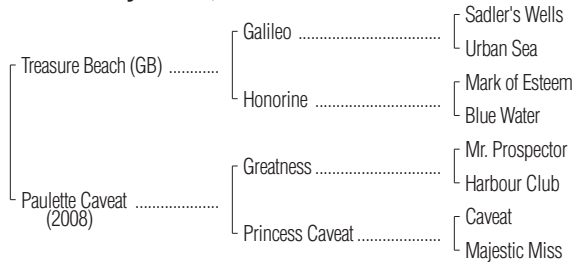 Sadler's Wells
Galileo ..............................
Urban Sea
Treasure Beach (GB) ............
Mark of Esteem
Honorine ..........................
Blue Water
Mr. Prospector
Greatness ..........................
Harbour Club
Paulette Caveat ...................
(2008)
Caveat
Princess Caveat ..................
Majestic Miss